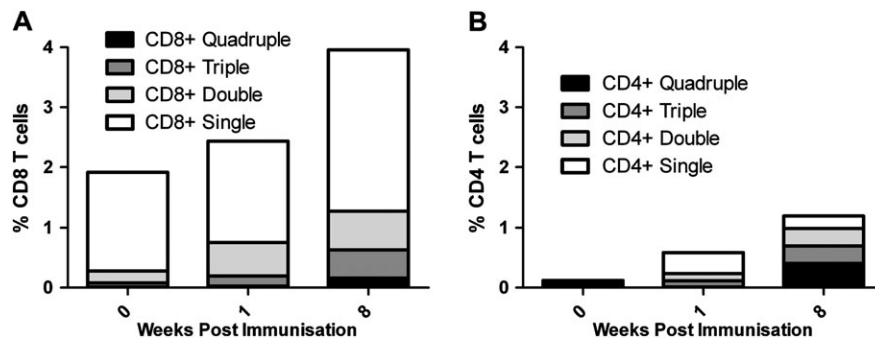 A
CD8+ Quadruple
CD8+ Triple
CD8+ Double
CD8+ Single
% CD8 T cells
4
3
2
1
0
0
1
8
Weeks Post Immunisation
B
CD4+ Quadruple
CD4+ Triple
CD4+ Double
CD4+ Single
% CD4 T cells
4
3
2
1
0
0
1
8
Weeks Post Immunisation